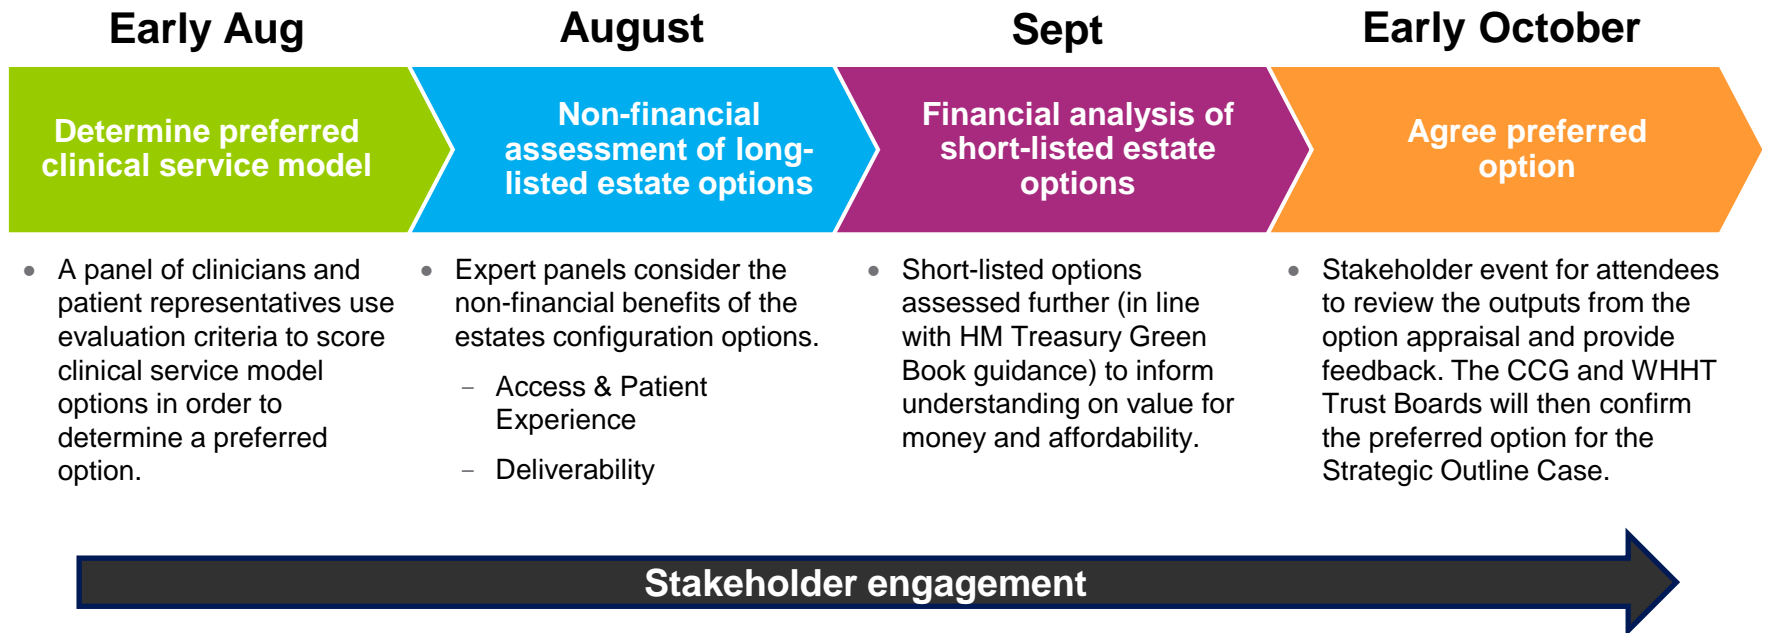 Early Aug
August
Sept
Early October
Determine preferred
clinical service model
Non-financial
assessment of long-
listed estate options
Financial analysis of
short-listed estate
options
Agree preferred
option
• A panel of clinicians and
patient representatives use
evaluation criteria to score
clinical service model
options in order to
determine a preferred
option.
• Expert panels consider the
non-financial benefits of the
estates configuration options.
− Access & Patient
Experience
− Deliverability
• Short-listed options
assessed further (in line
with HM Treasury Green
Book guidance) to inform
understanding on value for
money and affordability.
• Stakeholder event for attendees
to review the outputs from the
option appraisal and provide
feedback. The CCG and WHHT
Trust Boards will then confirm
the preferred option for the
Strategic Outline Case.
Stakeholder engagement